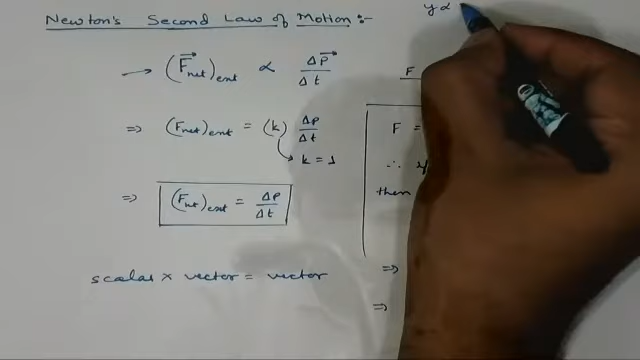 Newton's Second Law of Motion :-
y ∝
→ (F⃗net)ext ∝ Δp⃗/Δt
F
⇒ (Fnet)ext = (k) Δp/Δt
k = 1
F =
∴ if
then
⇒ (Fnet)ext = Δp/Δt
scalar × vector = vector
⇒
⇒